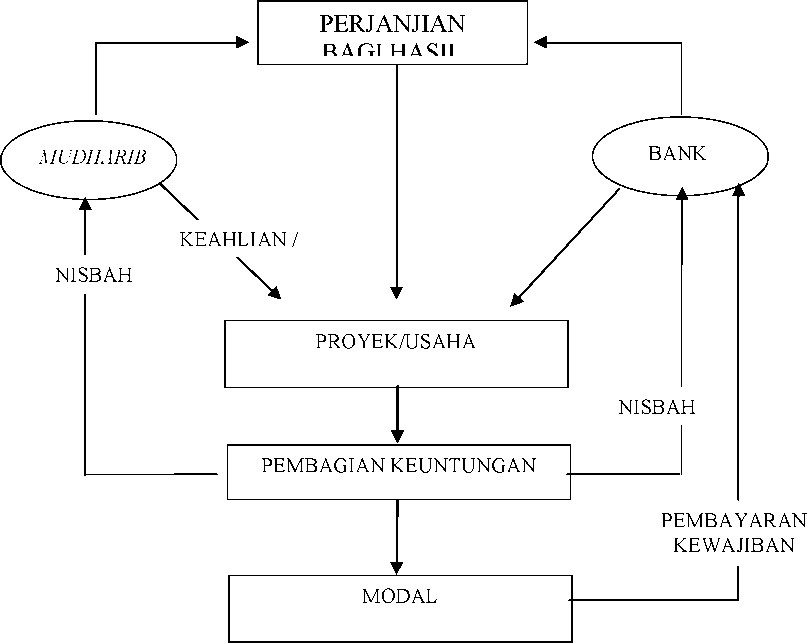 PERJANJIAN
BAGI HASIL
MUDHARIB
BANK
KEAHLIAN /
NISBAH
PROYEK/USAHA
NISBAH
PEMBAGIAN KEUNTUNGAN
PEMBAYARAN
KEWAJIBAN
MODAL